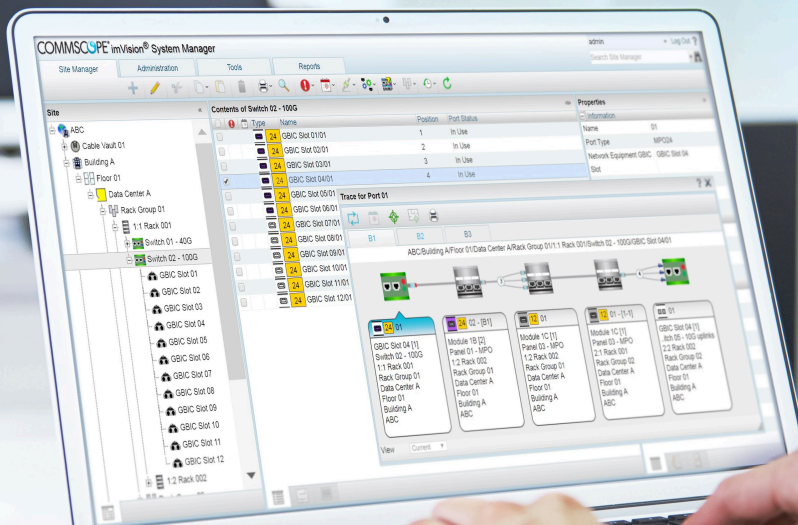 COMMSCOPE® imVision® System Manager
admin
Log Out ?
Search Site Manager
Site Manager
Administration
Tools
Reports
Site
ABC
Cable Vault 01
Building A
Floor 01
Data Center A
Rack Group 01
1:1 Rack 001
Switch 01 - 40G
Switch 02 - 100G
GBIC Slot 01
GBIC Slot 02
GBIC Slot 03
GBIC Slot 04
GBIC Slot 05
GBIC Slot 06
GBIC Slot 07
GBIC Slot 08
GBIC Slot 09
GBIC Slot 10
GBIC Slot 11
GBIC Slot 12
1:2 Rack 002
Contents of Switch 02 - 100G
Type Name Position Port Status
24 GBIC Slot 01/01 1 In Use
24 GBIC Slot 02/01 2 In Use
24 GBIC Slot 03/01 3 In Use
24 GBIC Slot 04/01 4 In Use
24 GBIC Slot 05/01
24 GBIC Slot 06/01
24 GBIC Slot 07/01
24 GBIC Slot 08/01
24 GBIC Slot 09/01
24 GBIC Slot 10/01
24 GBIC Slot 11/01
24 GBIC Slot 12/01
Properties
Information
Name 01
Port Type MPO24
Network Equipment GBIC GBIC Slot 04
Slot
Trace for Port 01
? X
B1
B2
B3
ABC/Building A/Floor 01/Data Center A/Rack Group 01/1:1 Rack 001/Switch 02 - 100G/GBIC Slot 04/01
24 01
GBIC Slot 04 [1]
Switch 02 - 100G
1:1 Rack 001
Rack Group 01
Data Center A
Floor 01
Building A
ABC
24 02 - [B1]
Module 1B [2]
Panel 01 - MPO
1:2 Rack 002
Rack Group 01
Data Center A
Floor 01
Building A
ABC
12 01
Module 1C [1]
Panel 03 - MPO
1:2 Rack 002
Rack Group 01
Data Center A
Floor 01
Building A
ABC
12 01 - [1-1]
Module 1C [1]
Panel 03 - MPO
2:1 Rack 001
Rack Group 02
Data Center A
Floor 01
Building A
ABC
01
GBIC Slot 04 [1]
..itch 05 - 10G uplinks
2:2 Rack 002
Rack Group 02
Data Center A
Floor 01
Building A
ABC
View
Current